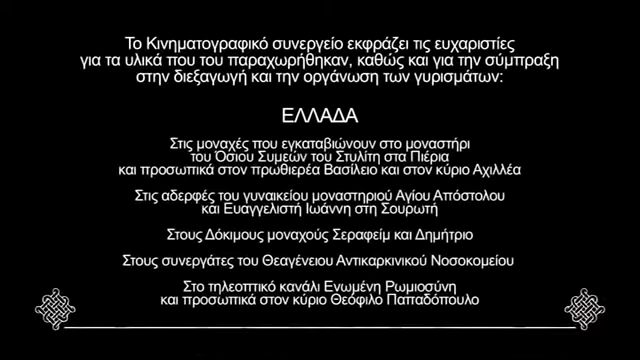 Το Κινηματογραφικό συνεργείο εκφράζει τις ευχαριστίες
για τα υλικά που του παραχωρήθηκαν, καθώς και για την σύμπραξη
στην διεξαγωγή και την οργάνωση των γυρισμάτων:
ΕΛΛΑΔΑ
Στις μοναχές που εγκαταβιώνουν στο μοναστήρι
του Όσιου Συμεών του Στυλίτη στα Πιέρια
και προσωπικά στον πρωθιερέα Βασίλειο και στον κύριο Αχιλλέα
Στις αδερφές του γυναικείου μοναστηριού Αγίου Απόστολου
και Ευαγγελιστή Ιωάννη στη Σουρωτή
Στους Δόκιμους μοναχούς Σεραφείμ και Δημήτριο
Στους συνεργάτες του Θεαγένειου Αντικαρκινικού Νοσοκομείου
Στο τηλεοπτικό κανάλι Ενωμένη Ρωμιοσύνη
και προσωπικά στον κύριο Θεόφιλο Παπαδόπουλο